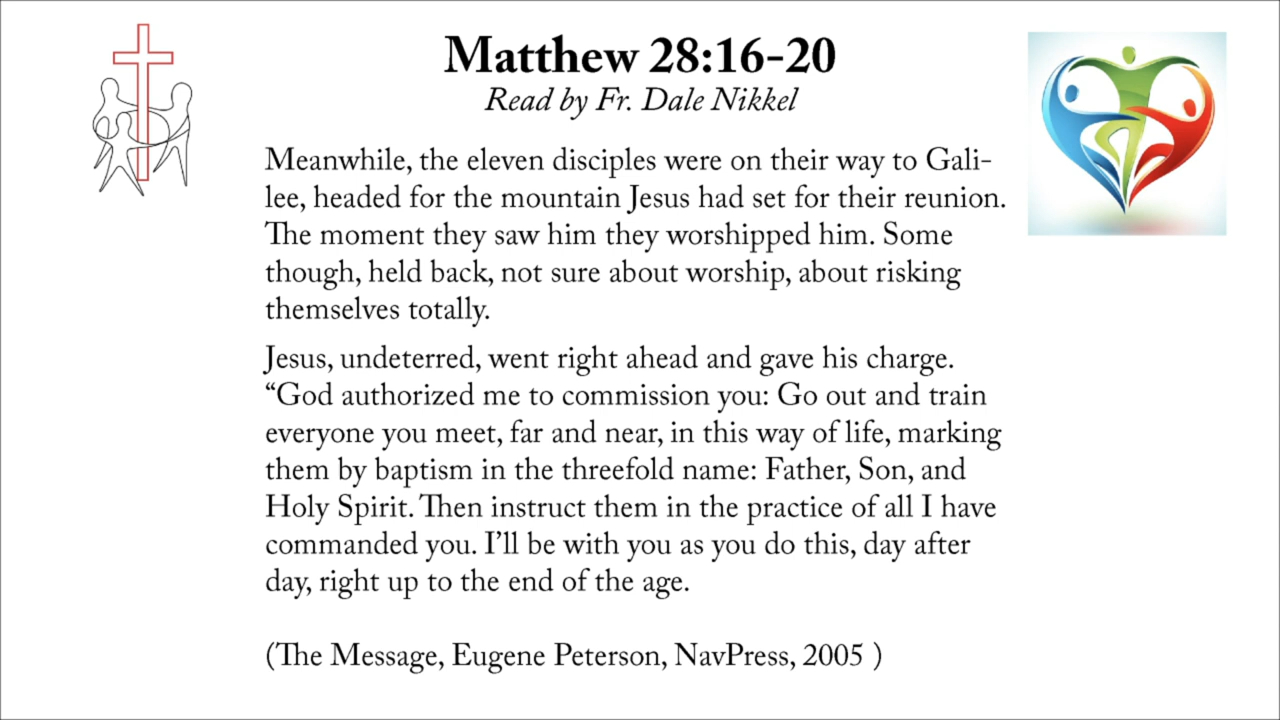 Matthew 28:16-20
Read by Fr. Dale Nikkel
Meanwhile, the eleven disciples were on their way to Gali-
lee, headed for the mountain Jesus had set for their reunion.
The moment they saw him they worshipped him. Some
though, held back, not sure about worship, about risking
themselves totally.
Jesus, undeterred, went right ahead and gave his charge.
“God authorized me to commission you: Go out and train
everyone you meet, far and near, in this way of life, marking
them by baptism in the threefold name: Father, Son, and
Holy Spirit. Then instruct them in the practice of all I have
commanded you. I’ll be with you as you do this, day after
day, right up to the end of the age.
(The Message, Eugene Peterson, NavPress, 2005 )